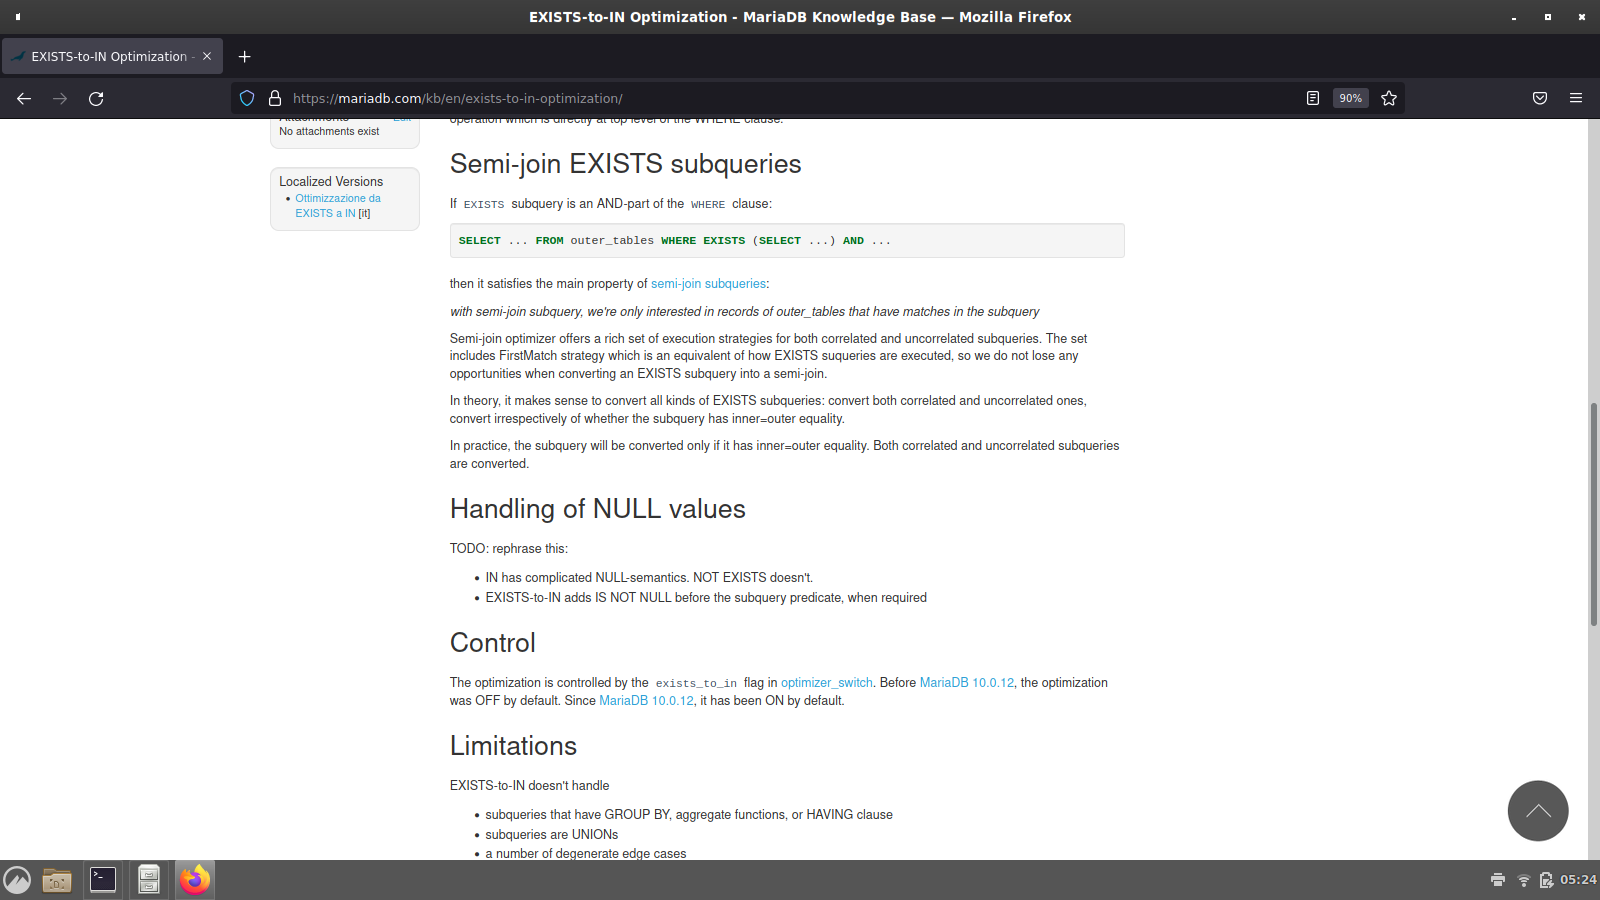 EXISTS-to-IN Optimization - MariaDB Knowledge Base — Mozilla Firefox
EXISTS-to-IN Optimization -
https://mariadb.com/kb/en/exists-to-in-optimization/
90%
Attachments
Edit
No attachments exist
Localized Versions
• Ottimizzazione da
EXISTS a IN [it]
operation which is directly at top level of the WHERE clause.
Semi-join EXISTS subqueries
If EXISTS subquery is an AND-part of the WHERE clause:
SELECT ... FROM outer_tables WHERE EXISTS (SELECT ...) AND ...
then it satisfies the main property of semi-join subqueries:
with semi-join subquery, we're only interested in records of outer_tables that have matches in the subquery
Semi-join optimizer offers a rich set of execution strategies for both correlated and uncorrelated subqueries. The set
includes FirstMatch strategy which is an equivalent of how EXISTS suqueries are executed, so we do not lose any
opportunities when converting an EXISTS subquery into a semi-join.
In theory, it makes sense to convert all kinds of EXISTS subqueries: convert both correlated and uncorrelated ones,
convert irrespectively of whether the subquery has inner=outer equality.
In practice, the subquery will be converted only if it has inner=outer equality. Both correlated and uncorrelated subqueries
are converted.
Handling of NULL values
TODO: rephrase this:
• IN has complicated NULL-semantics. NOT EXISTS doesn't.
• EXISTS-to-IN adds IS NOT NULL before the subquery predicate, when required
Control
The optimization is controlled by the exists_to_in flag in optimizer_switch. Before MariaDB 10.0.12, the optimization
was OFF by default. Since MariaDB 10.0.12, it has been ON by default.
Limitations
EXISTS-to-IN doesn't handle
• subqueries that have GROUP BY, aggregate functions, or HAVING clause
• subqueries are UNIONs
• a number of degenerate edge cases
05:24